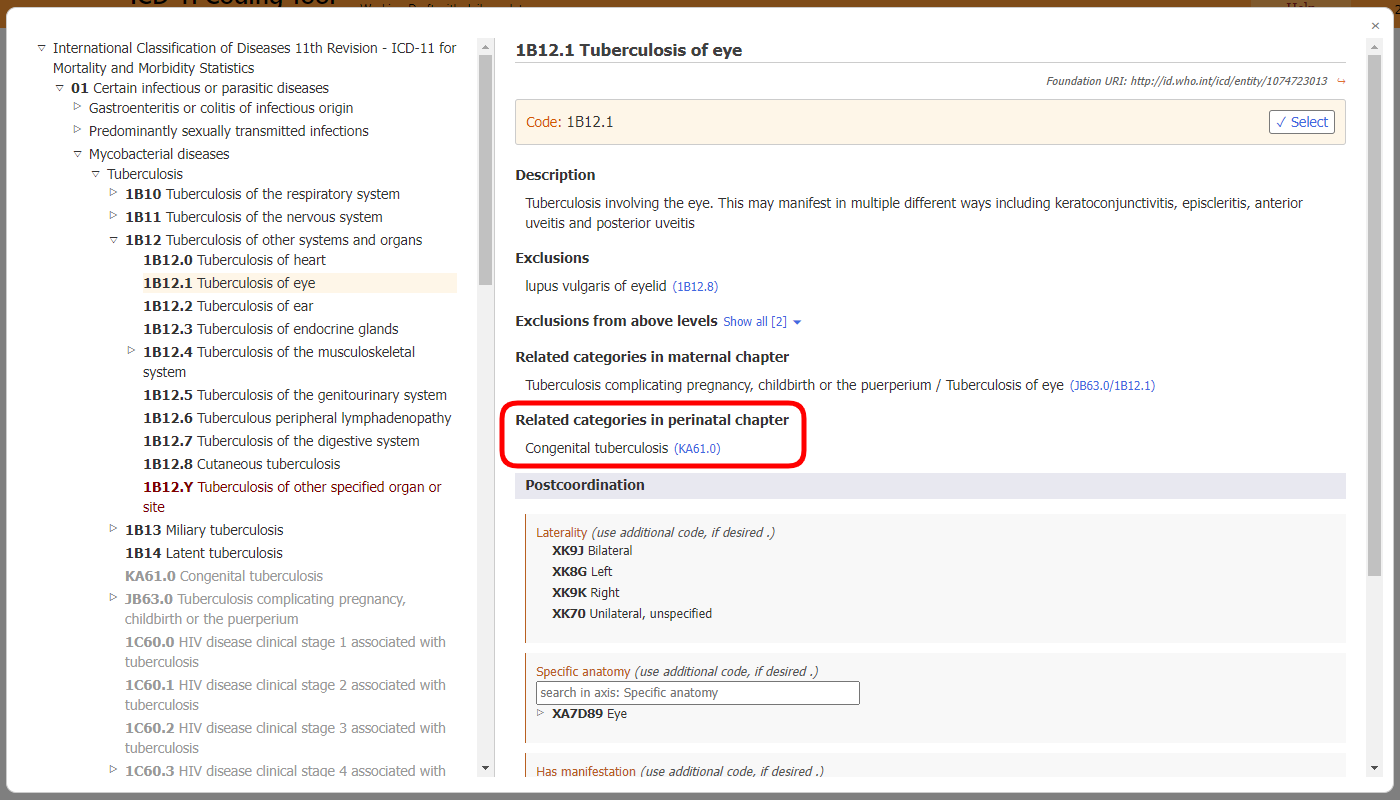 ×
International Classification of Diseases 11th Revision - ICD-11 for
Mortality and Morbidity Statistics
01 Certain infectious or parasitic diseases
Gastroenteritis or colitis of infectious origin
Predominantly sexually transmitted infections
Mycobacterial diseases
Tuberculosis
1B10 Tuberculosis of the respiratory system
1B11 Tuberculosis of the nervous system
1B12 Tuberculosis of other systems and organs
1B12.0 Tuberculosis of heart
1B12.1 Tuberculosis of eye
1B12.2 Tuberculosis of ear
1B12.3 Tuberculosis of endocrine glands
1B12.4 Tuberculosis of the musculoskeletal
system
1B12.5 Tuberculosis of the genitourinary system
1B12.6 Tuberculous peripheral lymphadenopathy
1B12.7 Tuberculosis of the digestive system
1B12.8 Cutaneous tuberculosis
1B12.Y Tuberculosis of other specified organ or
site
1B13 Miliary tuberculosis
1B14 Latent tuberculosis
KA61.0 Congenital tuberculosis
JB63.0 Tuberculosis complicating pregnancy,
childbirth or the puerperium
1C60.0 HIV disease clinical stage 1 associated with
tuberculosis
1C60.1 HIV disease clinical stage 2 associated with
tuberculosis
1C60.2 HIV disease clinical stage 3 associated with
tuberculosis
1C60.3 HIV disease clinical stage 4 associated with
1B12.1 Tuberculosis of eye
Foundation URI: http://id.who.int/icd/entity/1074723013
Code: 1B12.1
✓ Select
Description
Tuberculosis involving the eye. This may manifest in multiple different ways including keratoconjunctivitis, episcleritis, anterior
uveitis and posterior uveitis
Exclusions
lupus vulgaris of eyelid (1B12.8)
Exclusions from above levels Show all [2]
Related categories in maternal chapter
Tuberculosis complicating pregnancy, childbirth or the puerperium / Tuberculosis of eye (JB63.0/1B12.1)
Related categories in perinatal chapter
Congenital tuberculosis (KA61.0)
Postcoordination
Laterality (use additional code, if desired .)
XK9J Bilateral
XK8G Left
XK9K Right
XK70 Unilateral, unspecified
Specific anatomy (use additional code, if desired .)
search in axis: Specific anatomy
XA7D89 Eye
Has manifestation (use additional code, if desired .)